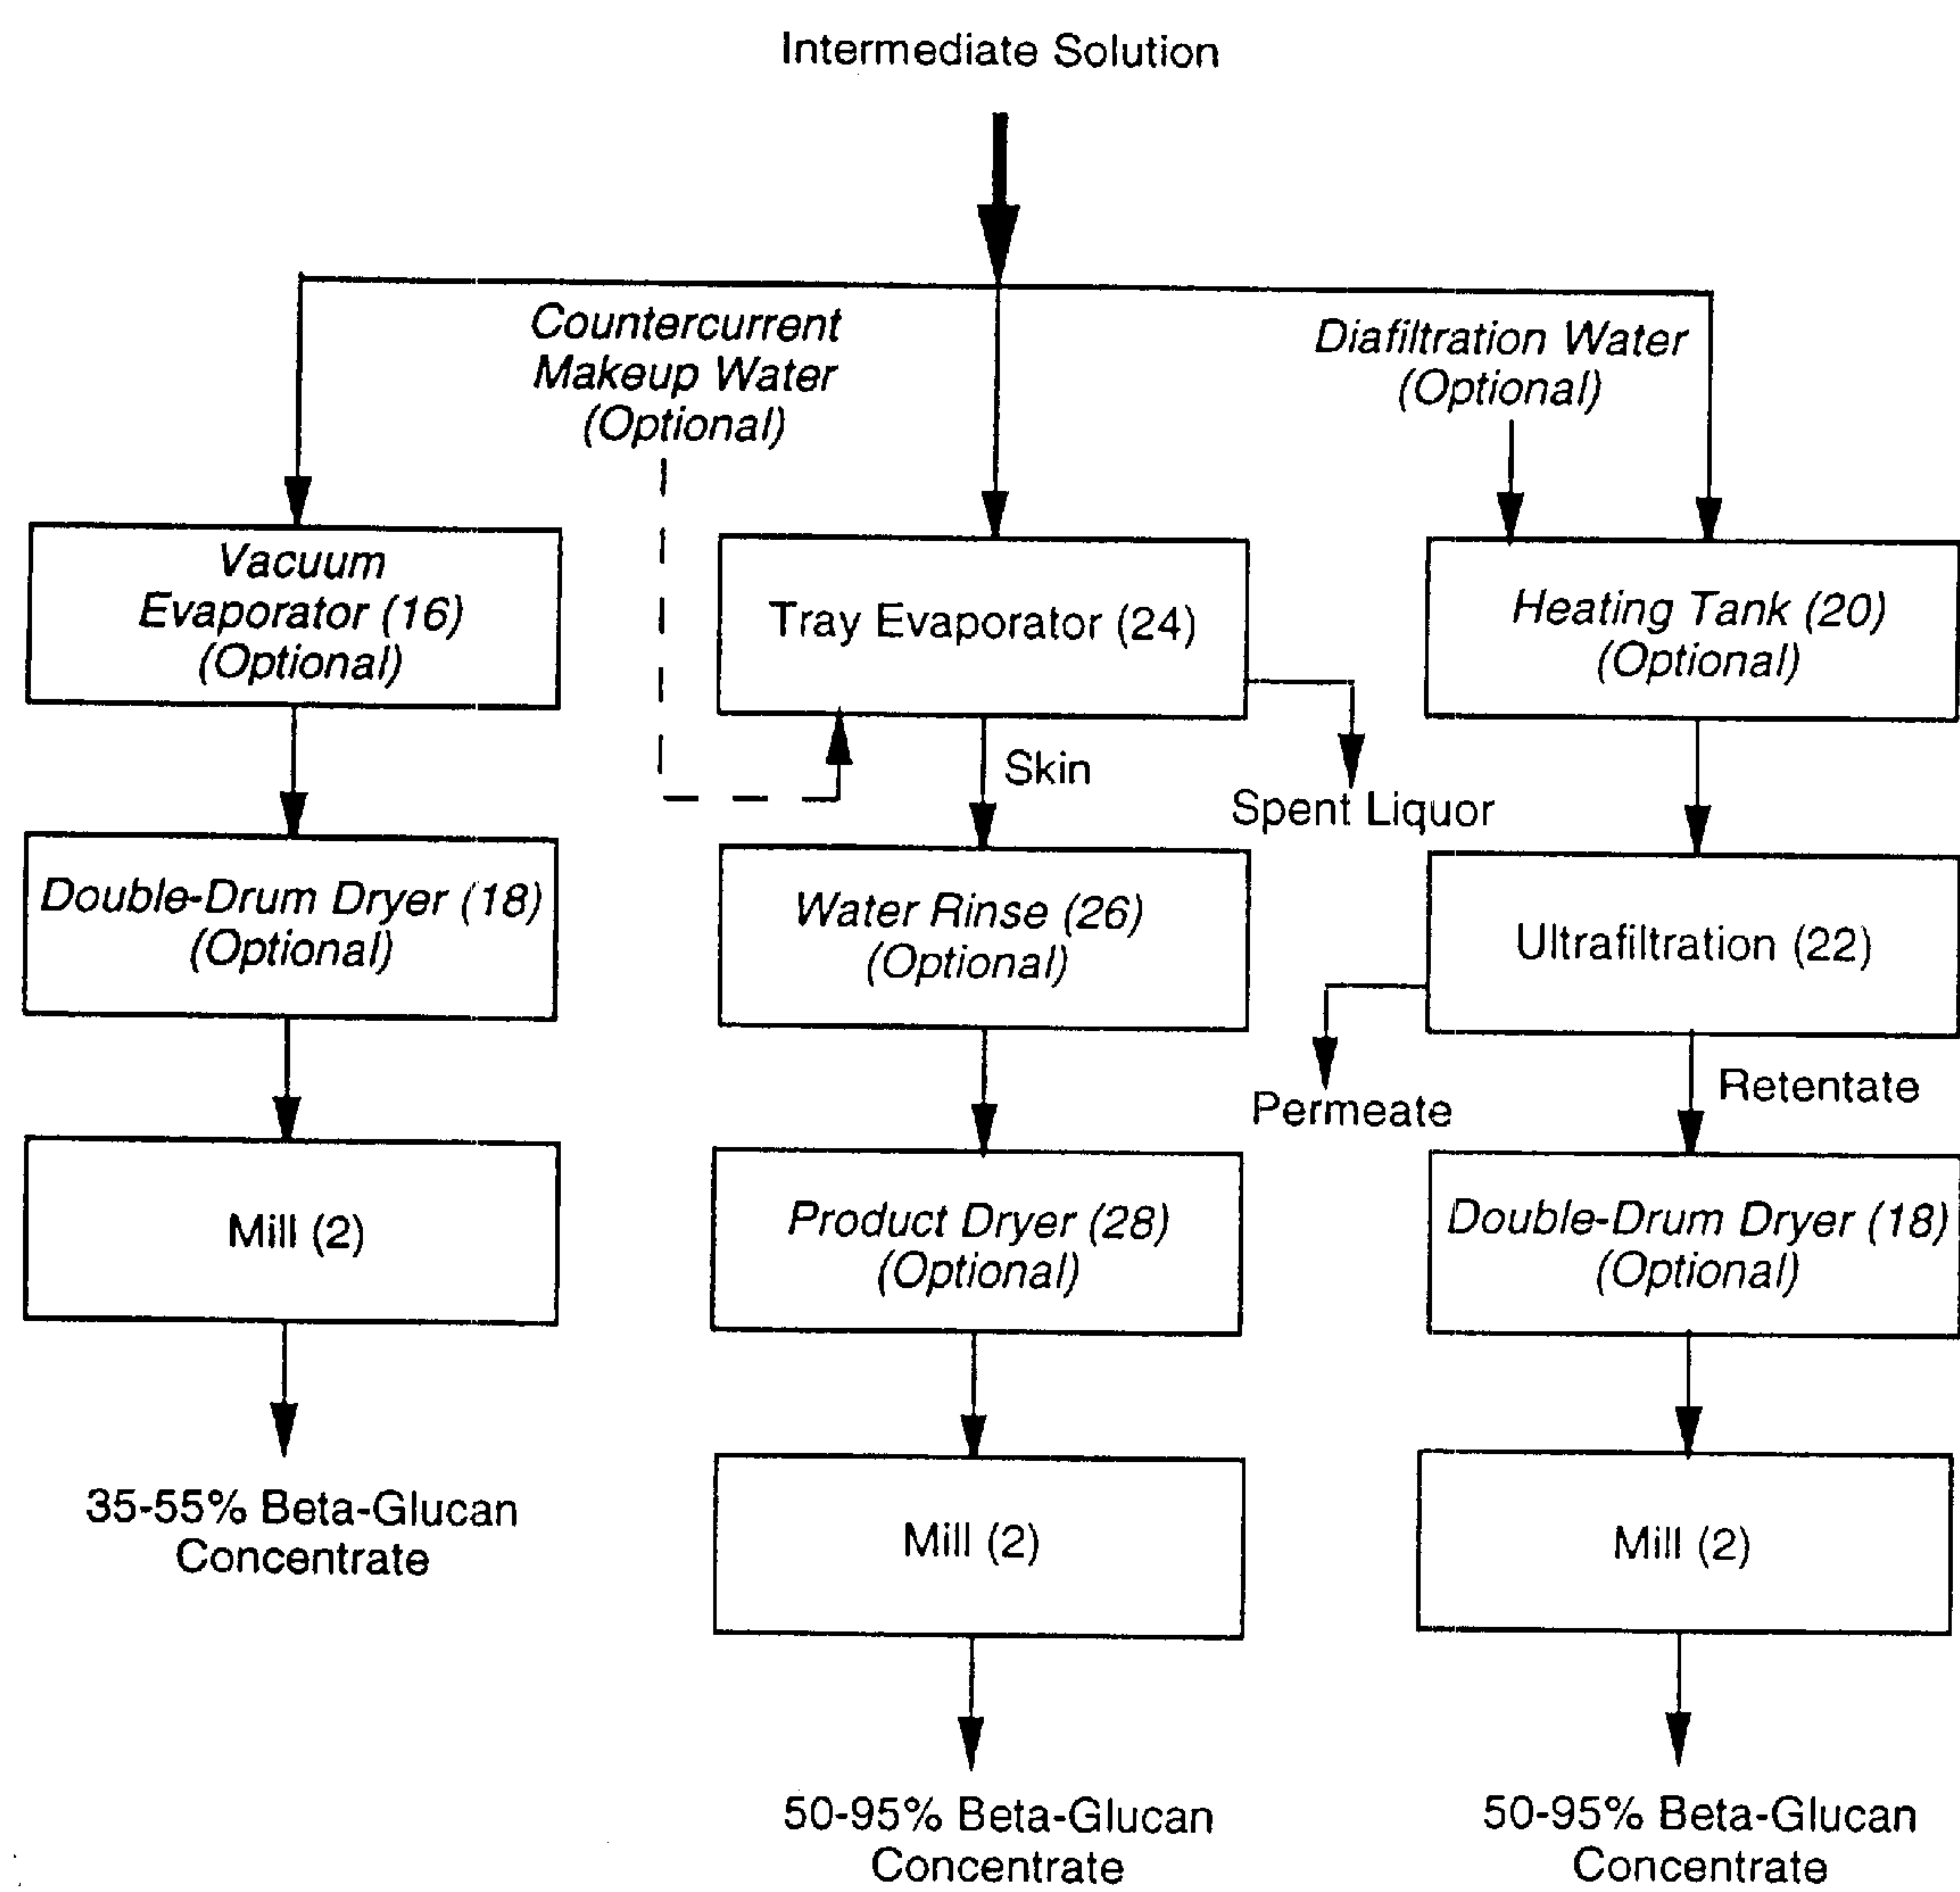 Intermediate Solution
Countercurrent
Makeup Water
(Optional)
Diafiltration Water
(Optional)
Vacuum
Evaporator (16)
(Optional)
Tray Evaporator (24)
Heating Tank (20)
(Optional)
Skin
Spent Liquor
Double-Drum Dryer (18)
(Optional)
Water Rinse (26)
(Optional)
Ultrafiltration (22)
Permeate
Retentate
Mill (2)
Product Dryer (28)
(Optional)
Double-Drum Dryer (18)
(Optional)
35-55% Beta-Glucan
Concentrate
Mill (2)
Mill (2)
50-95% Beta-Glucan
Concentrate
50-95% Beta-Glucan
Concentrate